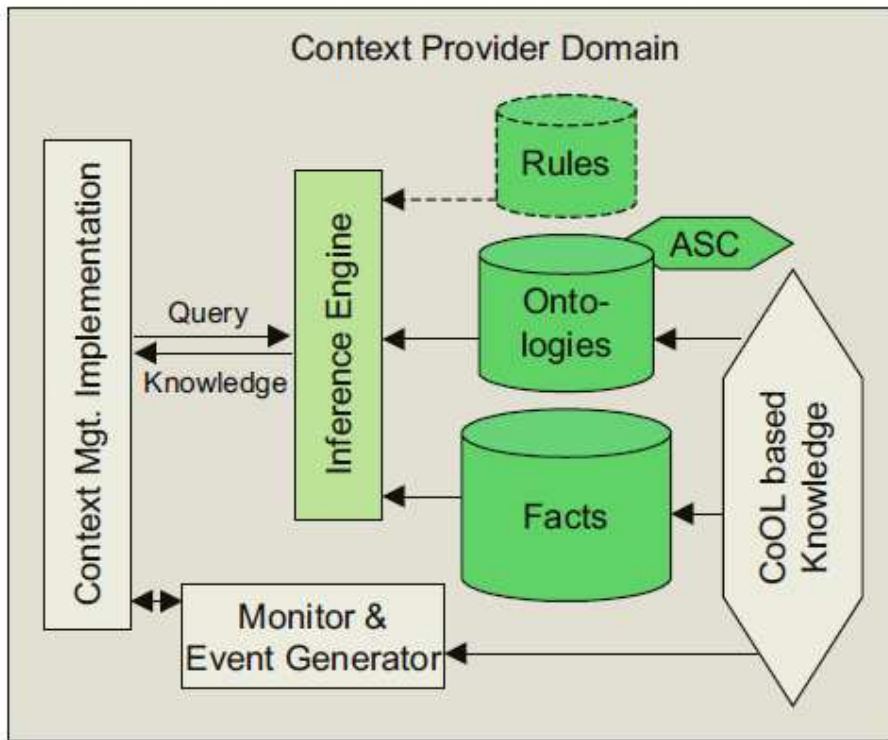 Context Provider Domain
Rules
ASC
Onto-
logies
Facts
Inference Engine
Query
Knowledge
Context Mgt. Implementation
CoOL based
Knowledge
Monitor &
Event Generator